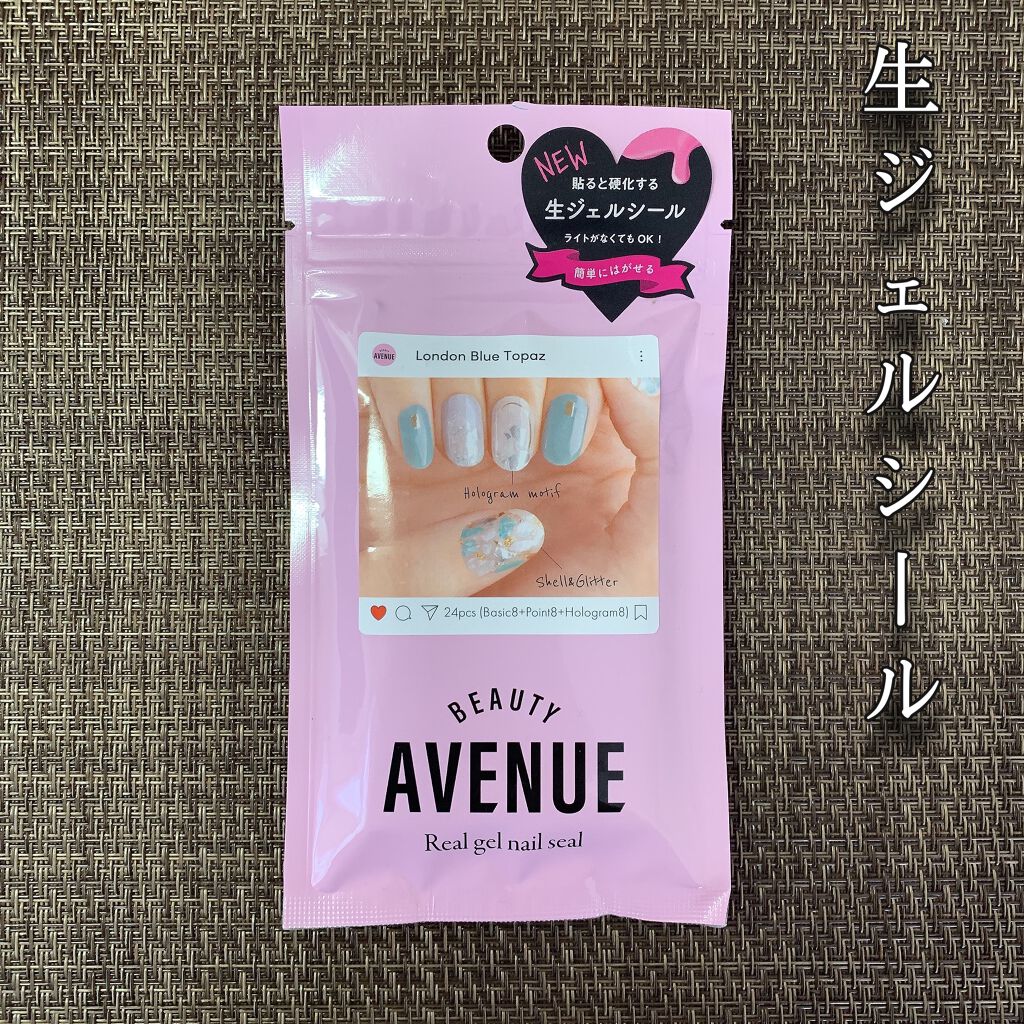 生ジェルシール
NEW
貼ると硬化する
生ジェルシール
ライトがなくてもOK!
簡単にはがせる
AVENUE
London Blue Topaz
Hologram motif
Shell&Glitter
24pcs (Basic8+Point8+Hologram8)
BEAUTY
AVENUE
Real gel nail seal